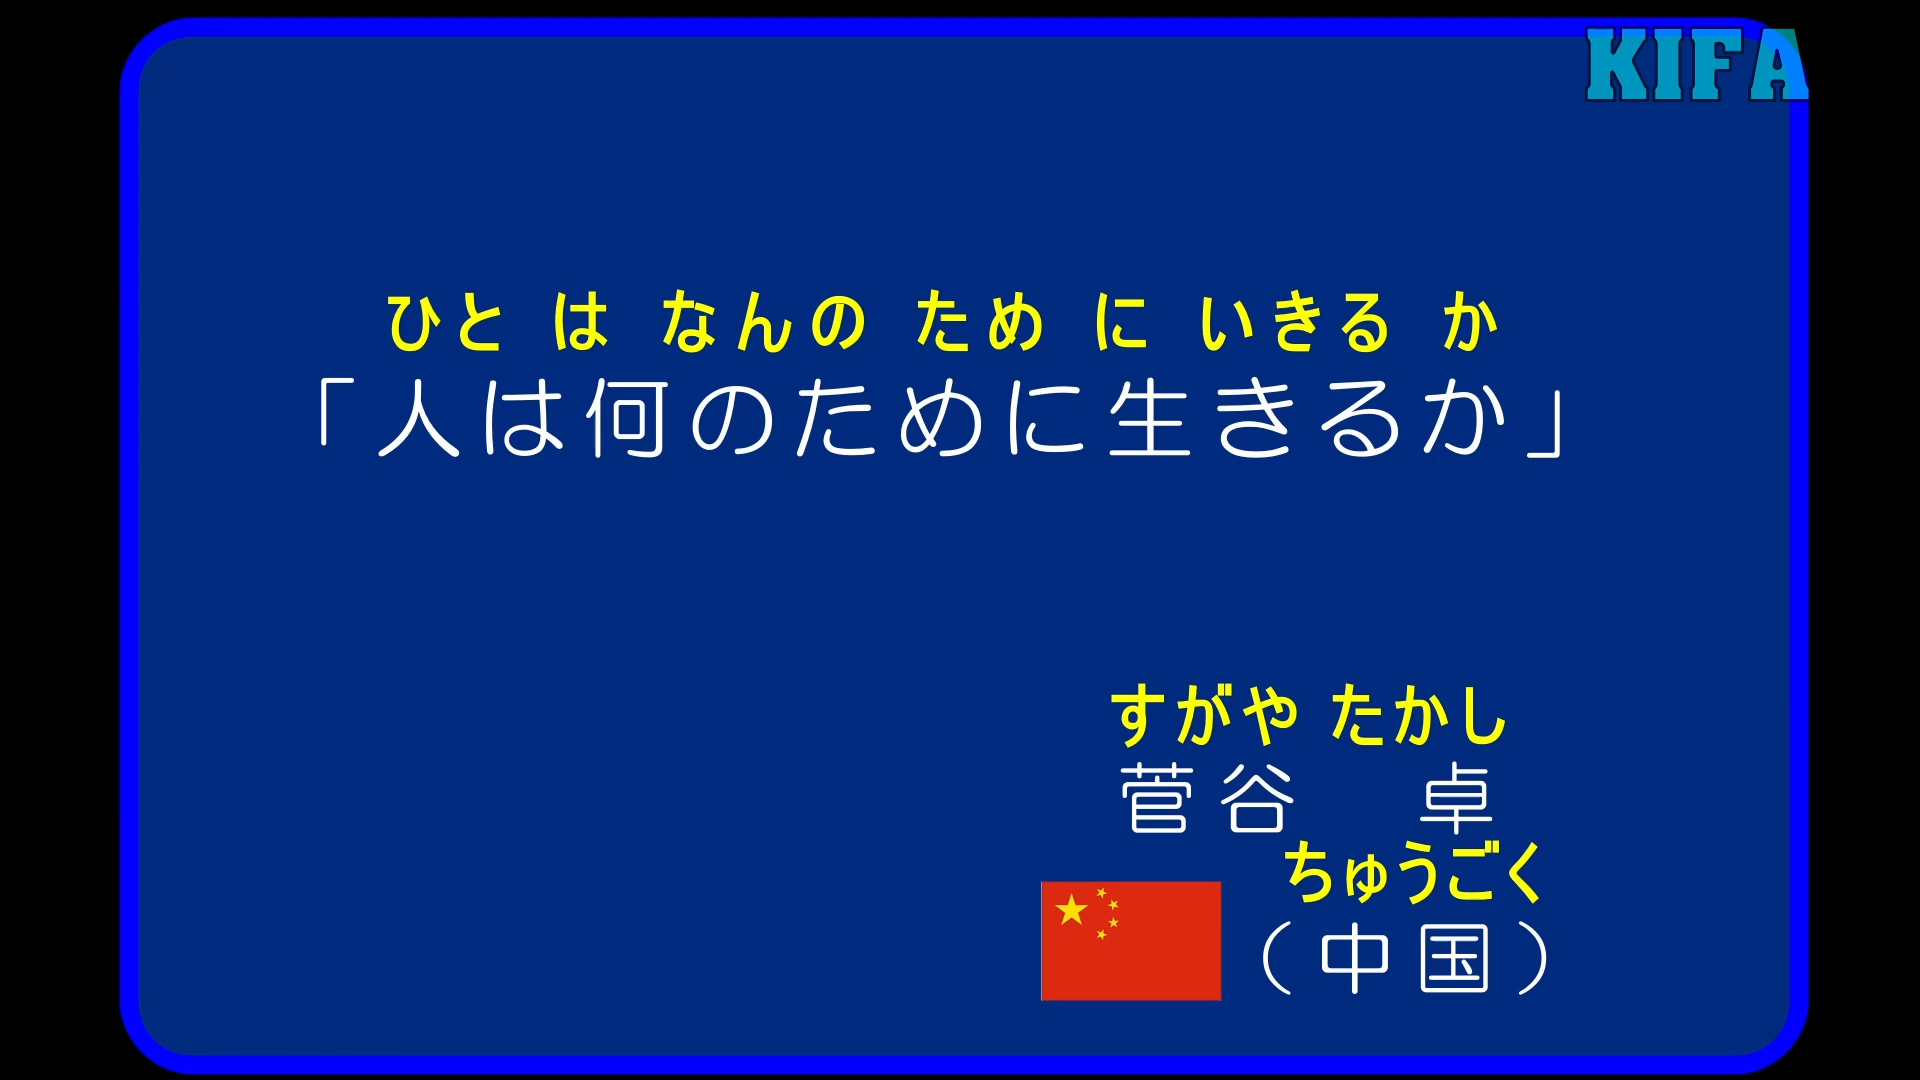 KIFA
ひと は なんの ため に いきる か
「人は何のために生きるか」
すがや たかし
菅谷 卓
ちゅうごく
（中国）